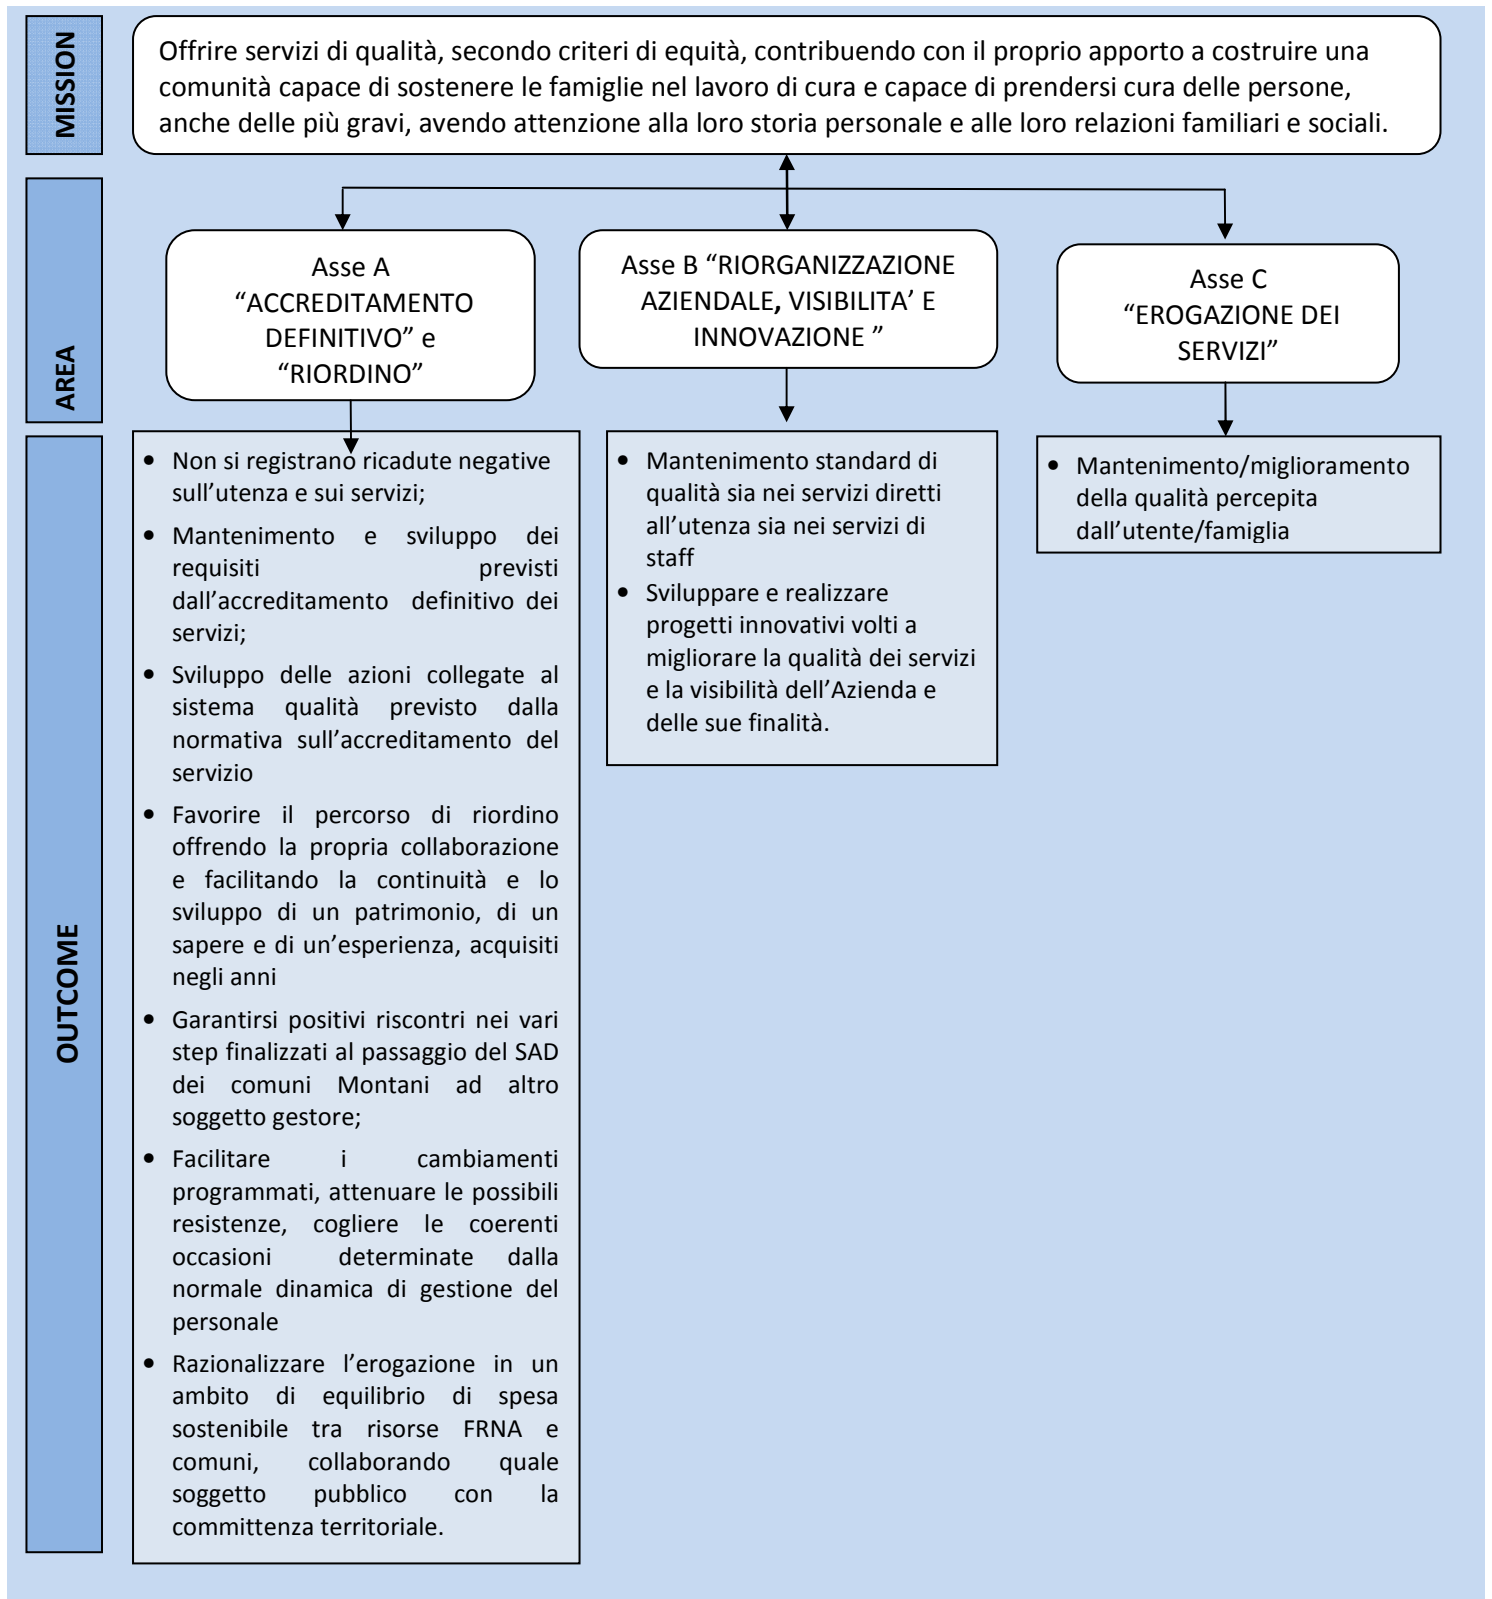 MISSION
Offrire servizi di qualità, secondo criteri di equità, contribuendo con il proprio apporto a costruire una
comunità capace di sostenere le famiglie nel lavoro di cura e capace di prendersi cura delle persone,
anche delle più gravi, avendo attenzione alla loro storia personale e alle loro relazioni familiari e sociali.
AREA
Asse A
“ACCREDITAMENTO
DEFINITIVO” e
“RIORDINO”
Asse B “RIORGANIZZAZIONE
AZIENDALE, VISIBILITA’ E
INNOVAZIONE ”
Asse C
“EROGAZIONE DEI
SERVIZI”
OUTCOME
• Non si registrano ricadute negative
sull’utenza e sui servizi;
• Mantenimento e sviluppo dei
requisiti previsti
dall’accreditamento definitivo dei
servizi;
• Sviluppo delle azioni collegate al
sistema qualità previsto dalla
normativa sull’accreditamento del
servizio
• Favorire il percorso di riordino
offrendo la propria collaborazione
e facilitando la continuità e lo
sviluppo di un patrimonio, di un
sapere e di un’esperienza, acquisiti
negli anni
• Garantirsi positivi riscontri nei vari
step finalizzati al passaggio del SAD
dei comuni Montani ad altro
soggetto gestore;
• Facilitare i cambiamenti
programmati, attenuare le possibili
resistenze, cogliere le coerenti
occasioni determinate dalla
normale dinamica di gestione del
personale
• Razionalizzare l’erogazione in un
ambito di equilibrio di spesa
sostenibile tra risorse FRNA e
comuni, collaborando quale
soggetto pubblico con la
committenza territoriale.
• Mantenimento standard di
qualità sia nei servizi diretti
all’utenza sia nei servizi di
staff
• Sviluppare e realizzare
progetti innovativi volti a
migliorare la qualità dei servizi
e la visibilità dell’Azienda e
delle sue finalità.
• Mantenimento/miglioramento
della qualità percepita
dall’utente/famiglia